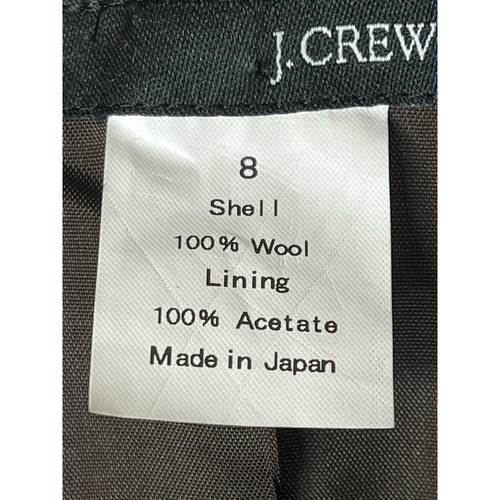 J.CREW
8
Shell
100% Wool
Lining
100% Acetate
Made in Japan